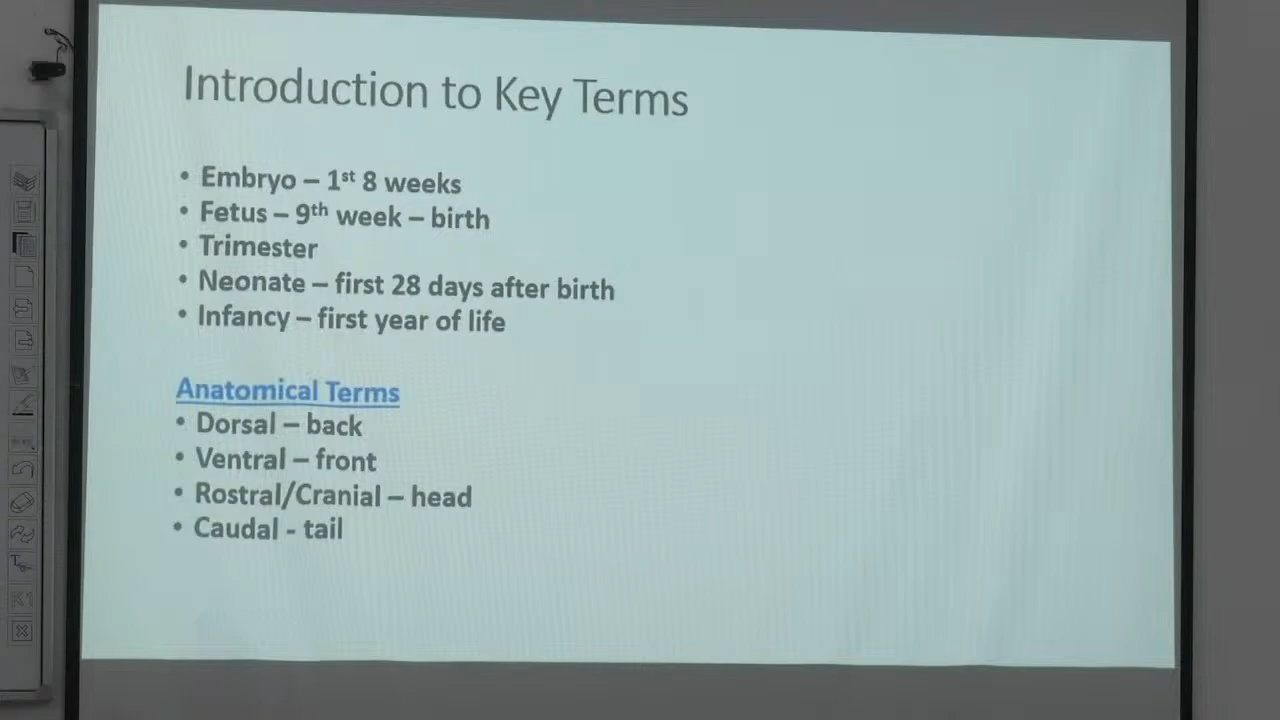 Introduction to Key Terms
• Embryo – 1st 8 weeks
• Fetus – 9th week – birth
• Trimester
• Neonate – first 28 days after birth
• Infancy – first year of life
Anatomical Terms
• Dorsal – back
• Ventral – front
• Rostral/Cranial – head
• Caudal - tail